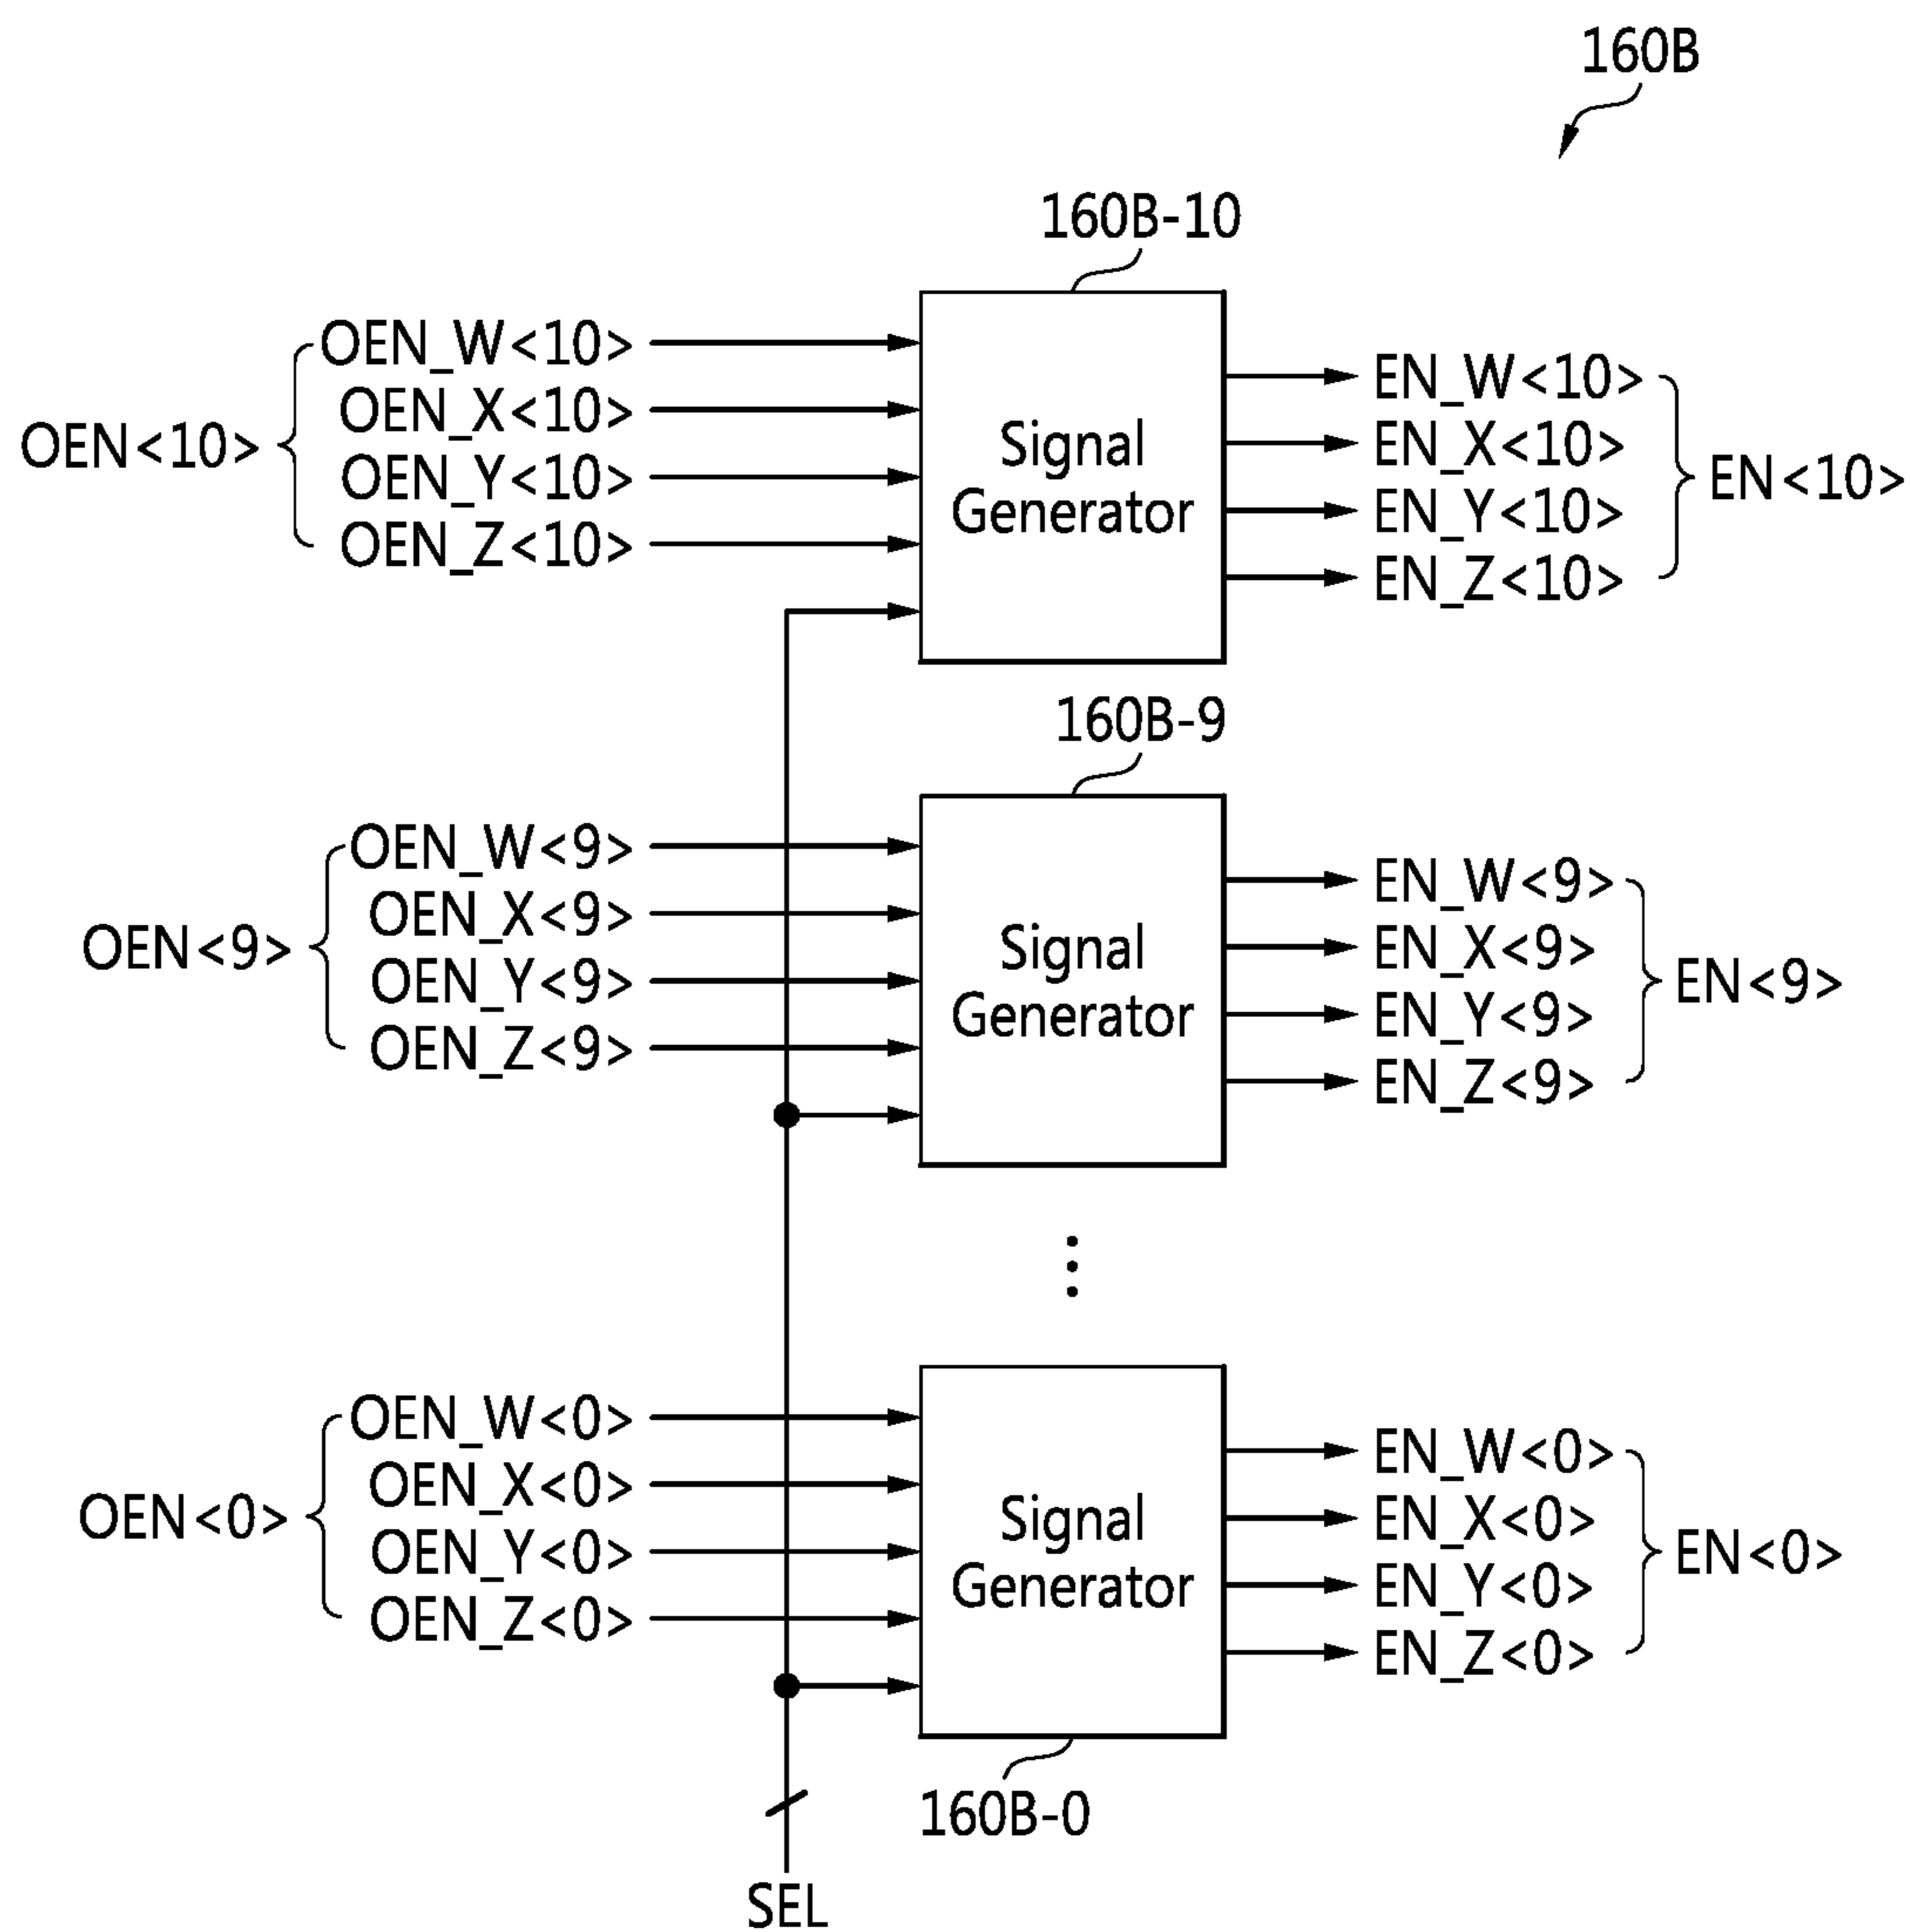 160B
160B-10
OEN_W<10>
OEN_X<10>
OEN_Y<10>
OEN_Z<10>
OEN<10>
Signal
Generator
EN_W<10>
EN_X<10>
EN_Y<10>
EN_Z<10>
EN<10>
160B-9
OEN_W<9>
OEN_X<9>
OEN_Y<9>
OEN_Z<9>
OEN<9>
Signal
Generator
EN_W<9>
EN_X<9>
EN_Y<9>
EN_Z<9>
EN<9>
OEN_W<0>
OEN_X<0>
OEN_Y<0>
OEN_Z<0>
OEN<0>
Signal
Generator
EN_W<0>
EN_X<0>
EN_Y<0>
EN_Z<0>
EN<0>
160B-0
SEL